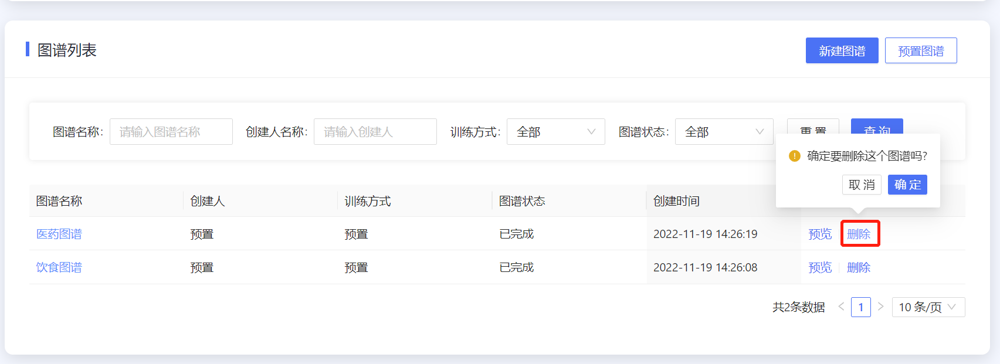 图谱列表
新建图谱 预置图谱
图谱名称: 请输入图谱名称 创建人名称: 请输入创建人 训练方式: 全部 图谱状态: 全部 重 置 查 询
! 确定要删除这个图谱吗?
取 消 确 定
图谱名称 创建人 训练方式 图谱状态 创建时间
医药图谱 预置 预置 已完成 2022-11-19 14:26:19 预览 删除
饮食图谱 预置 预置 已完成 2022-11-19 14:26:08 预览 删除
共2条数据 < 1 > 10 条/页